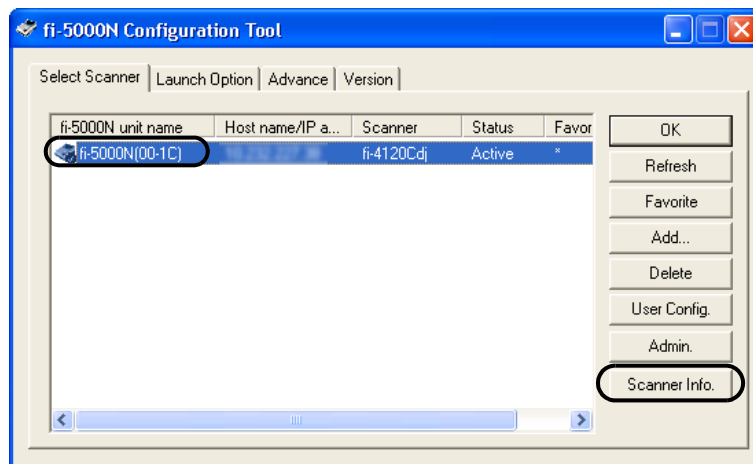 fi-5000N Configuration Tool
Select Scanner Launch Option Advance Version
fi-5000N unit name Host name/IP a... Scanner Status Favor
fi-5000N(00-1C) fi-4120Cdj Active *
OK
Refresh
Favorite
Add...
Delete
User Config.
Admin.
Scanner Info.